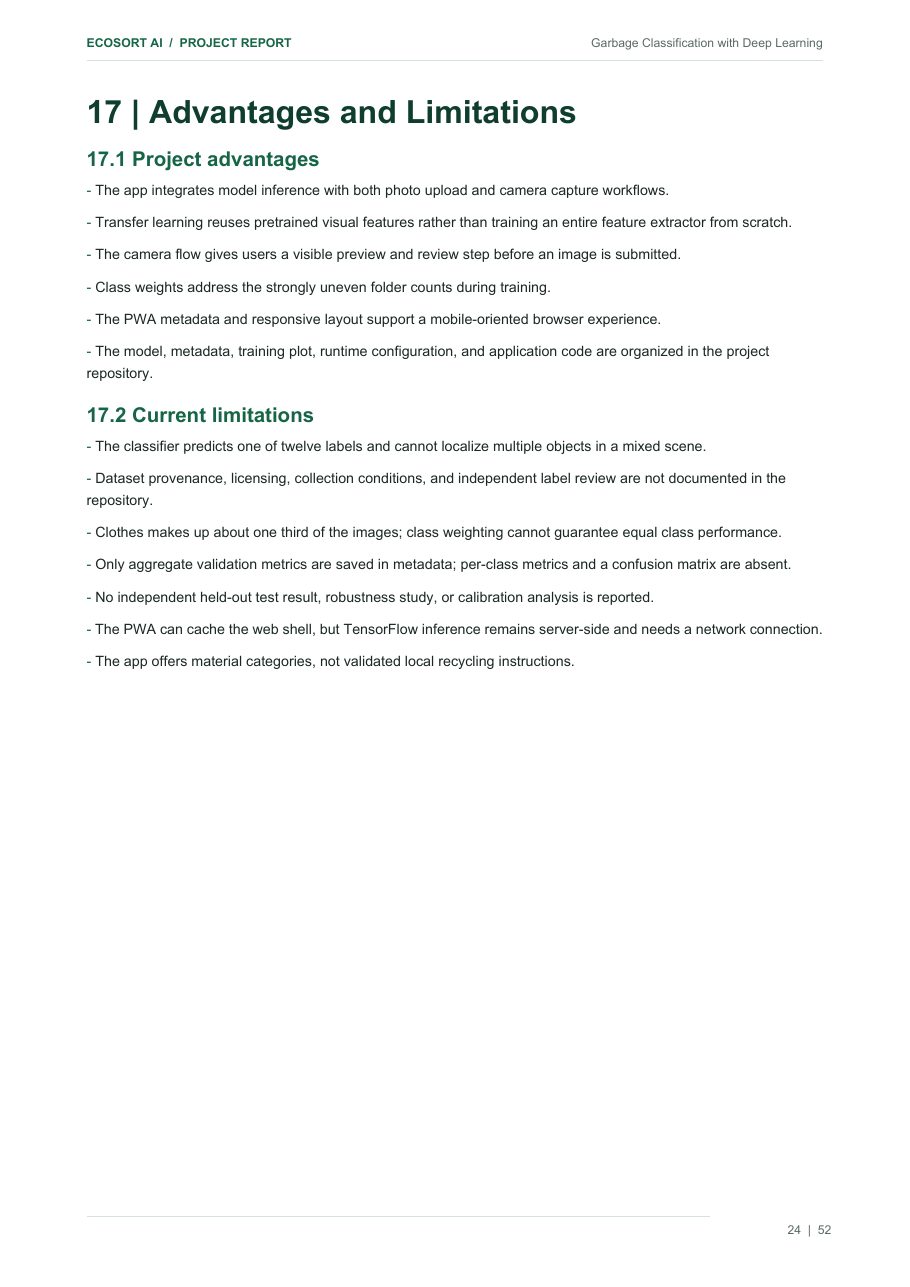 ECOSORT AI / PROJECT REPORT
Garbage Classification with Deep Learning
17 | Advantages and Limitations
17.1 Project advantages
- The app integrates model inference with both photo upload and camera capture workflows.
- Transfer learning reuses pretrained visual features rather than training an entire feature extractor from scratch.
- The camera flow gives users a visible preview and review step before an image is submitted.
- Class weights address the strongly uneven folder counts during training.
- The PWA metadata and responsive layout support a mobile-oriented browser experience.
- The model, metadata, training plot, runtime configuration, and application code are organized in the project
repository.
17.2 Current limitations
- The classifier predicts one of twelve labels and cannot localize multiple objects in a mixed scene.
- Dataset provenance, licensing, collection conditions, and independent label review are not documented in the
repository.
- Clothes makes up about one third of the images; class weighting cannot guarantee equal class performance.
- Only aggregate validation metrics are saved in metadata; per-class metrics and a confusion matrix are absent.
- No independent held-out test result, robustness study, or calibration analysis is reported.
- The PWA can cache the web shell, but TensorFlow inference remains server-side and needs a network connection.
- The app offers material categories, not validated local recycling instructions.
24 | 52